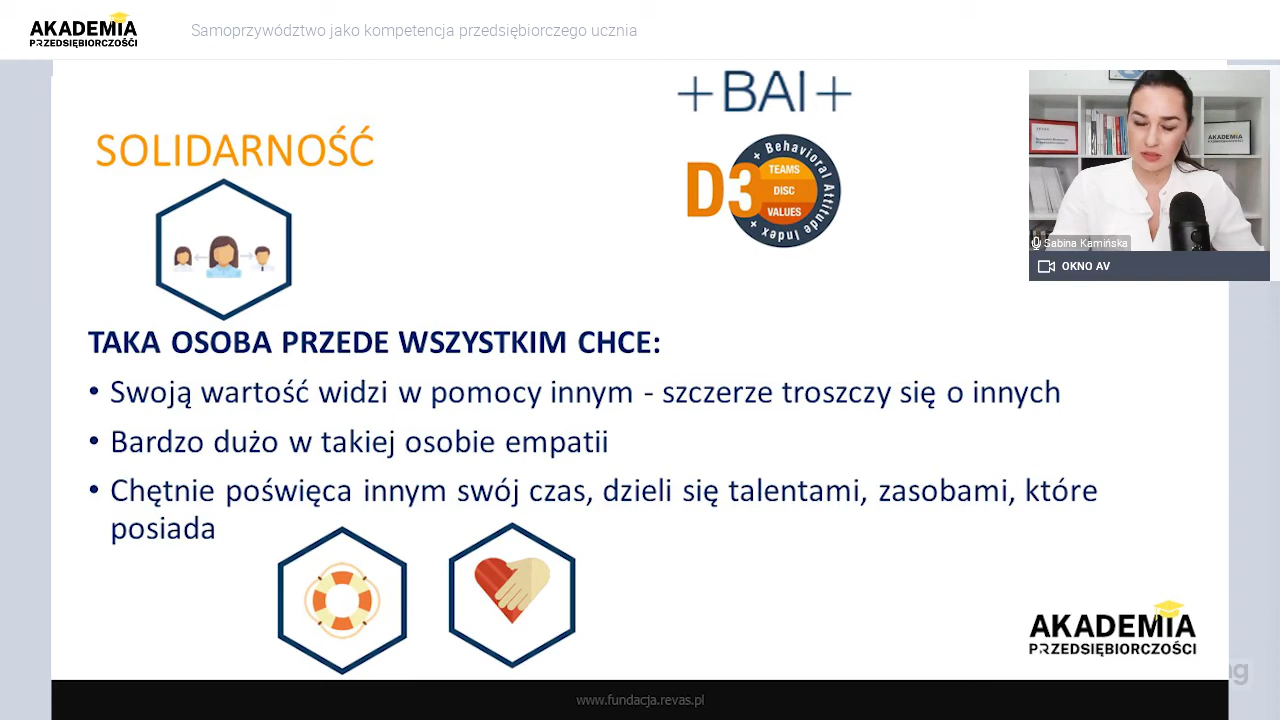 AKADEMIA
PRZEDSIĘBIORCZOŚCI
Samoprzywództwo jako kompetencja przedsiębiorczego ucznia
+BAI+
SOLIDARNOŚĆ
D3
+ Behavioral Attitude Index +
TEAMS
DISC
VALUES
AKADEMIA
Sabina Kamińska
OKNO AV
TAKA OSOBA PRZEDE WSZYSTKIM CHCE:
• Swoją wartość widzi w pomocy innym - szczerze troszczy się o innych
• Bardzo dużo w takiej osobie empatii
• Chętnie poświęca innym swój czas, dzieli się talentami, zasobami, które
posiada
AKADEMIA
PRZEDSIĘBIORCZOŚCI
ng
www.fundacja.revas.pl